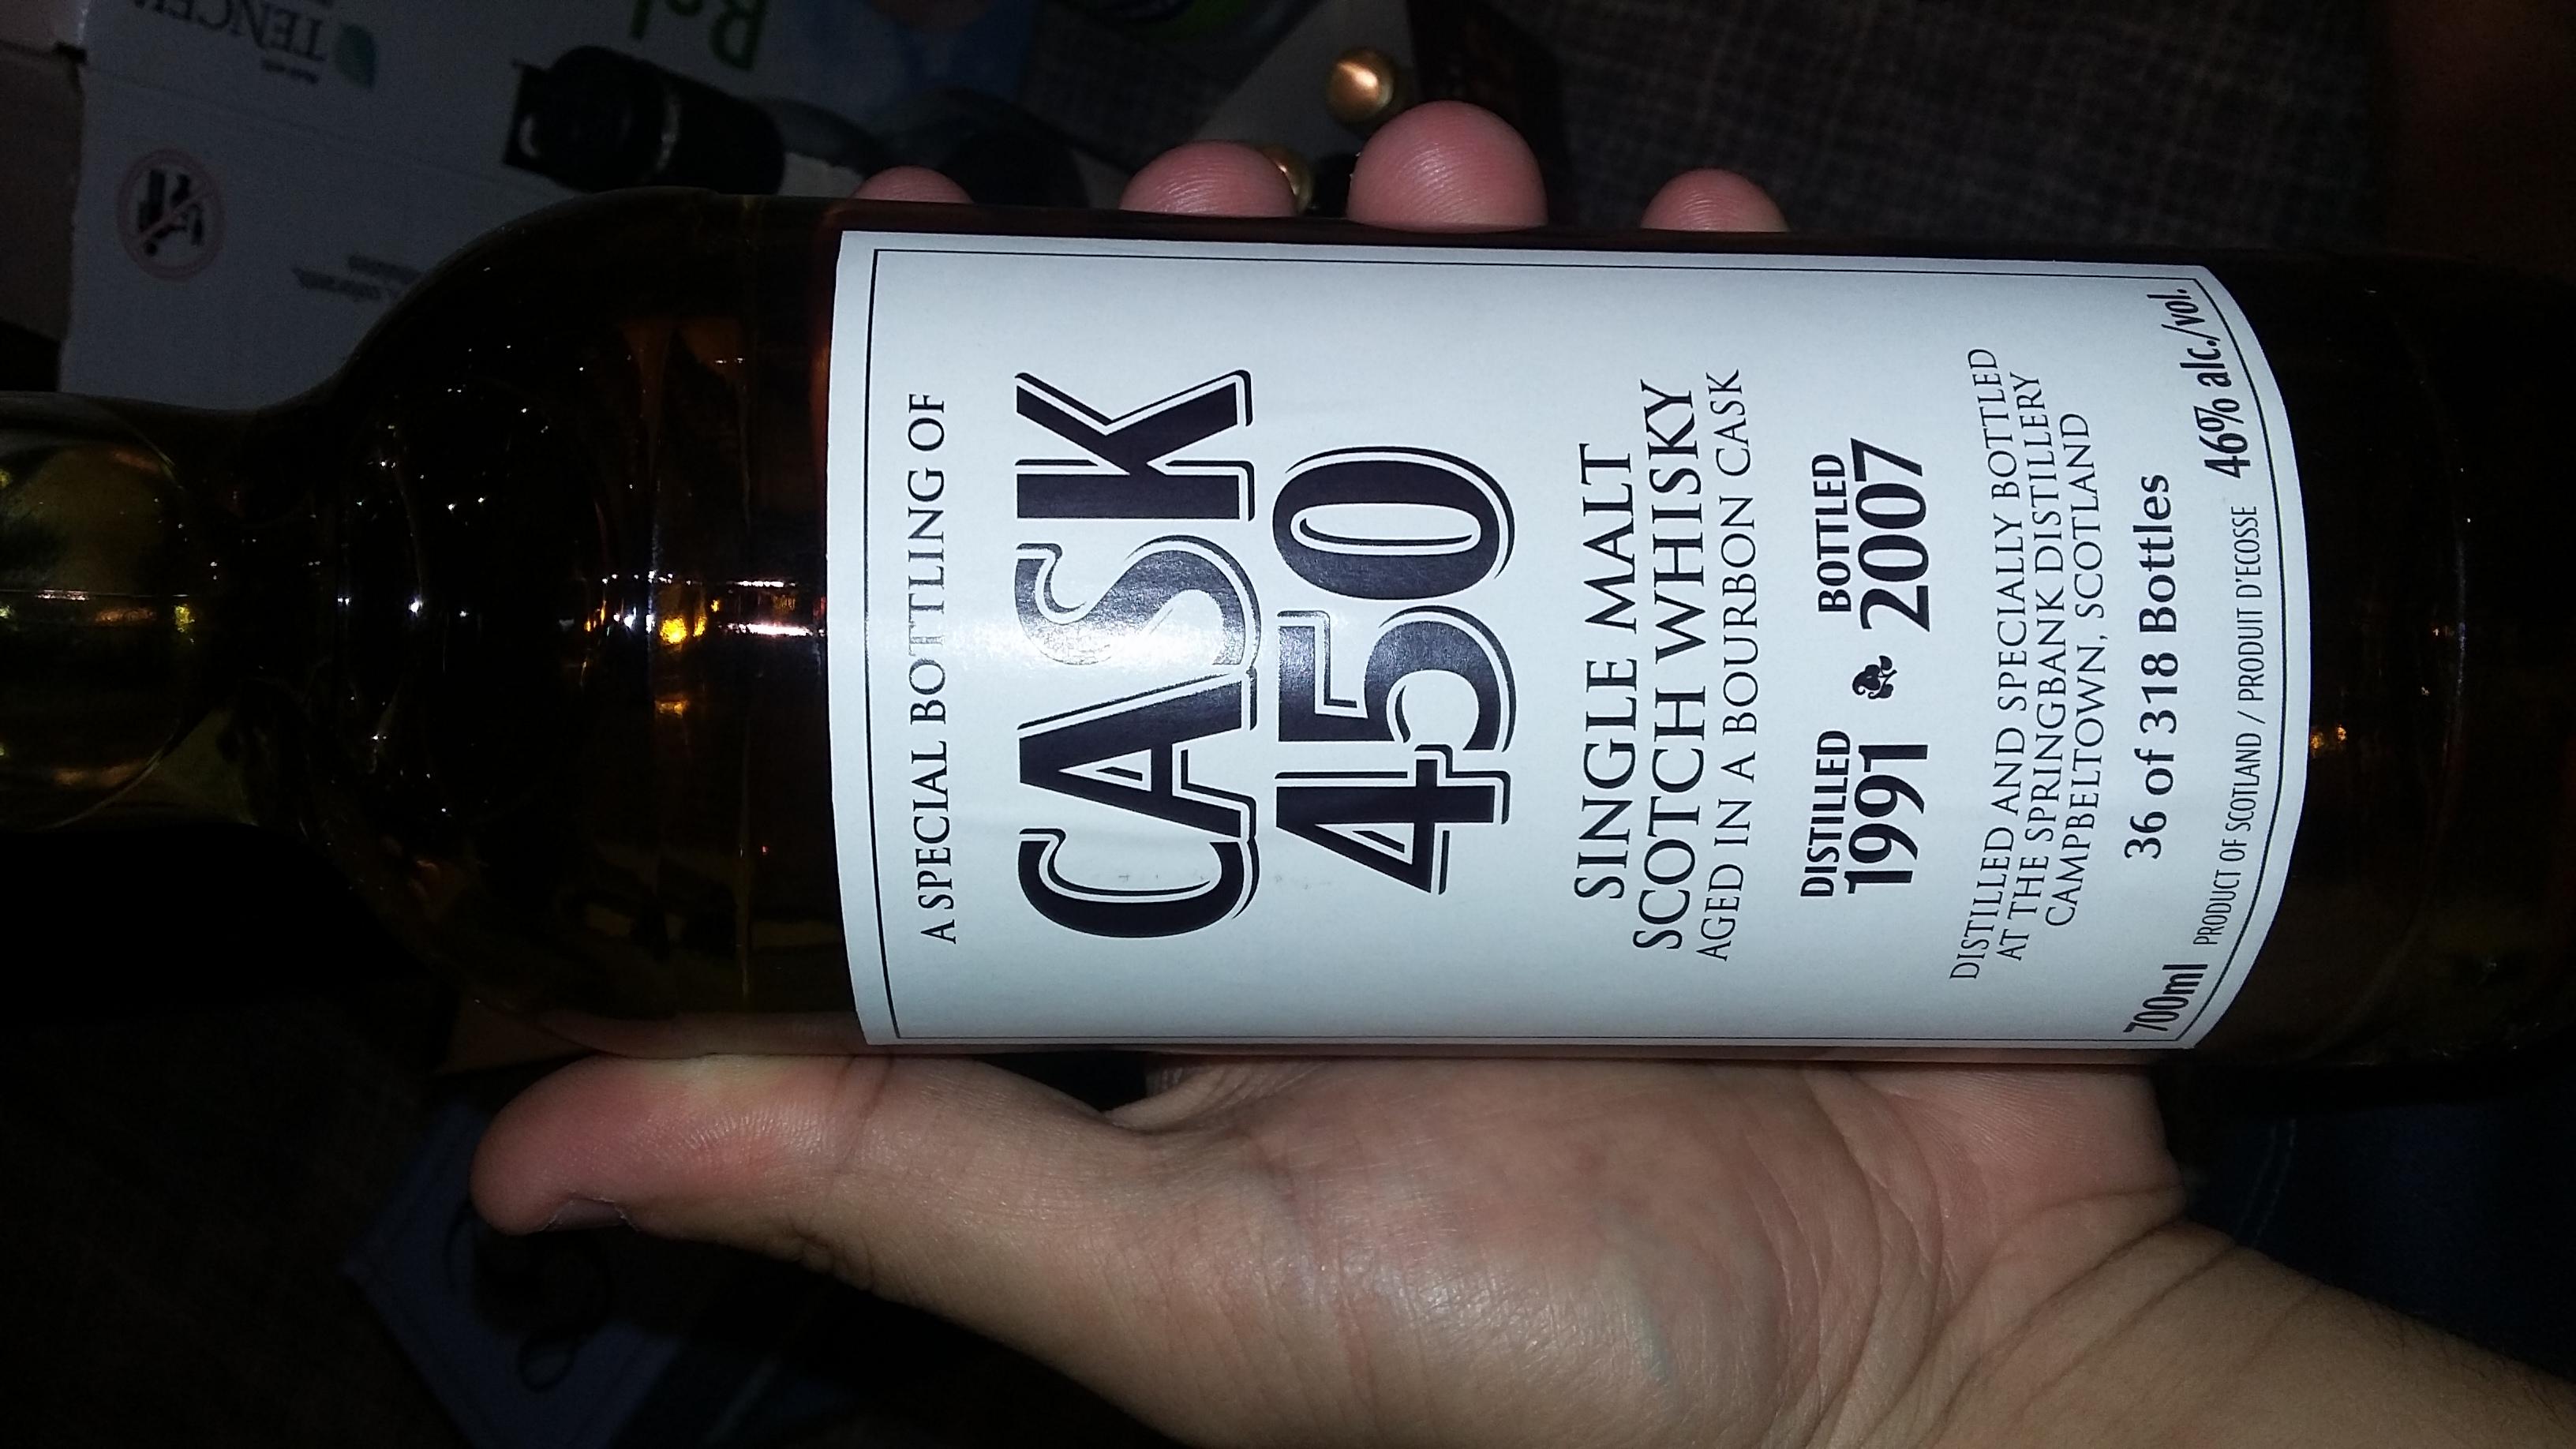 A SPECIAL BOTTLING OF
CASK
450
SINGLE MALT
SCOTCH WHISKY
AGED IN A BOURBON CASK
DISTILLED BOTTLED
1991 2007
DISTILLED AND SPECIALLY BOTTLED
AT THE SPRINGBANK DISTILLERY
CAMPBELTOWN, SCOTLAND
36 of 318 Bottles
700ml PRODUCT OF SCOTLAND / PRODUIT D'ECOSSE 46% alc./vol.